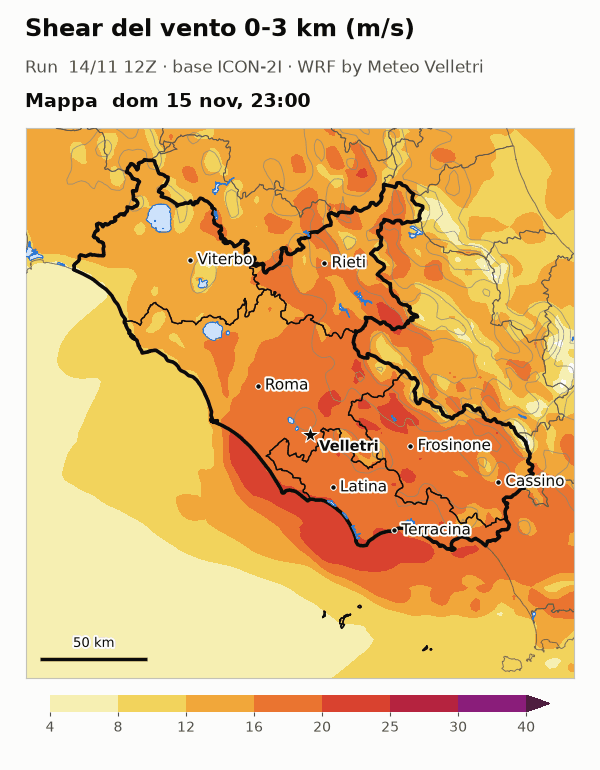 Shear del vento 0-3 km (m/s)
Run  14/11 12Z · base ICON-2I · WRF by Meteo Velletri
Mappa  dom 15 nov, 23:00
Viterbo
Rieti
Roma
Velletri
Frosinone
Latina
Cassino
Terracina
50 km
4 8 12 16 20 25 30 40